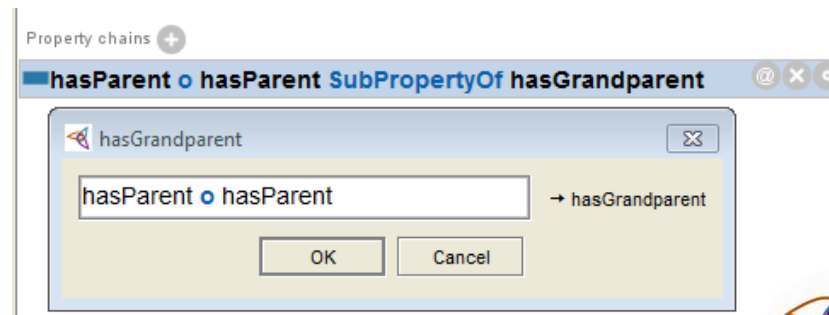 Property chains
hasParent o hasParent SubPropertyOf hasGrandparent
hasGrandparent
hasParent o hasParent → hasGrandparent
OK Cancel